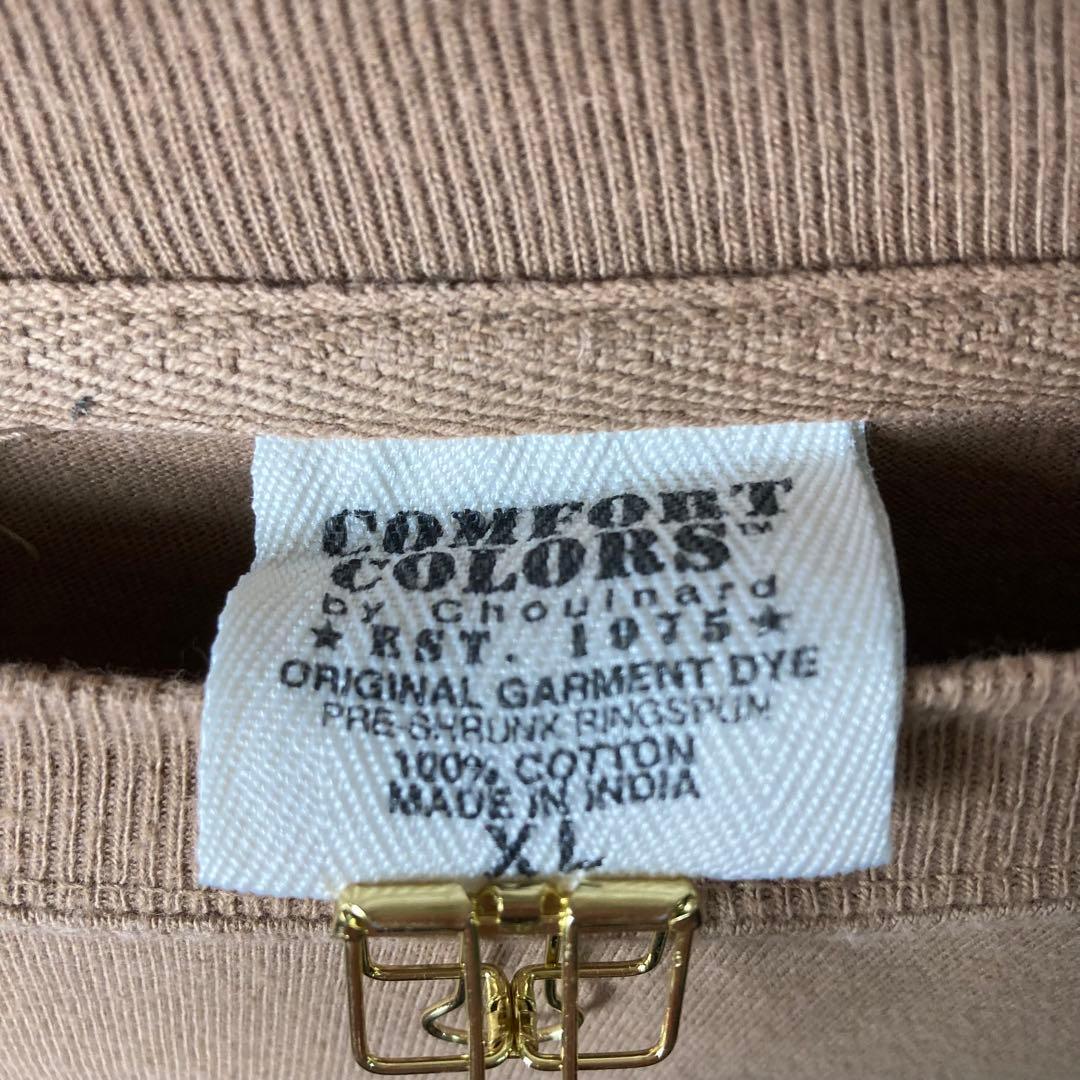 COMFORT
COLORS™
by Chouinard
★ EST. 1975 ★
ORIGINAL GARMENT DYE
PRE-SHRUNK RINGSPUN
100% COTTON
MADE IN INDIA
XL